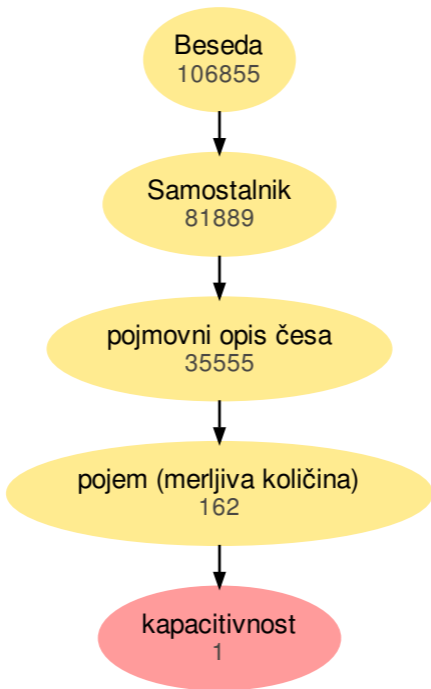 Beseda
106855
Samostalnik
81889
pojmovni opis česa
35555
pojem (merljiva količina)
162
kapacitivnost
1